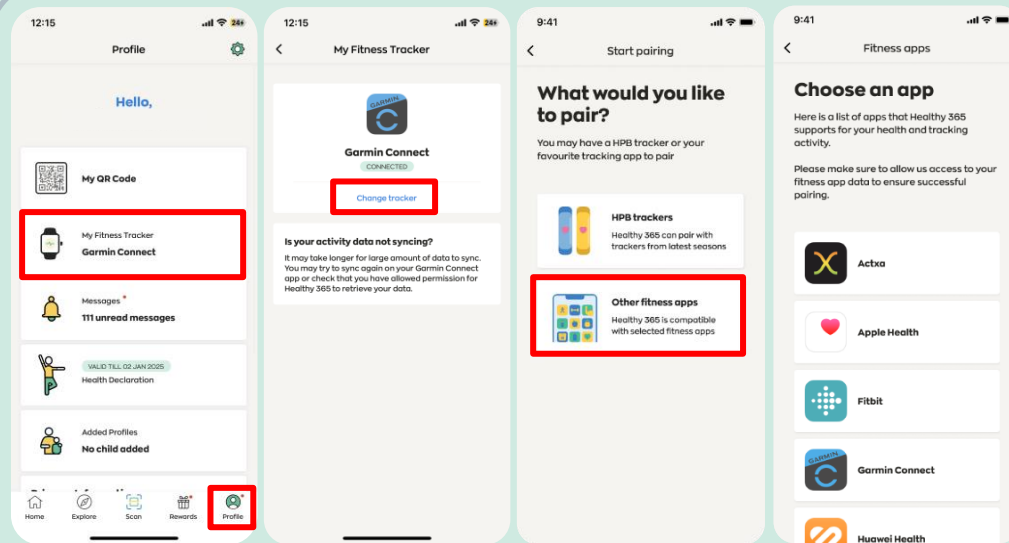 12:15
24+
Profile
Hello,
My QR Code
My Fitness Tracker
Garmin Connect
Messages
111 unread messages
VALID TILL 02 JAN 2025
Health Declaration
Added Profiles
No child added
Home
Explore
Scan
Rewards
Profile
12:15
24+
My Fitness Tracker
GARMIN
Garmin Connect
CONNECTED
Change tracker
Is your activity data not syncing?
It may take longer for large amount of data to sync.
You may try to sync again on your Garmin Connect
app or check that you have allowed permission for
Healthy 365 to retrieve your data.
9:41
Start pairing
What would you like
to pair?
You may have a HPB tracker or your
favourite tracking app to pair
HPB trackers
Healthy 365 can pair with
trackers from latest seasons
Other fitness apps
Healthy 365 is compatible
with selected fitness apps
9:41
Fitness apps
Choose an app
Here is a list of apps that Healthy 365
supports for your health and tracking
activity.
Please make sure to allow us access to your
fitness app data to ensure successful
pairing.
Actxa
Apple Health
Fitbit
GARMIN
Garmin Connect
Huawei Health